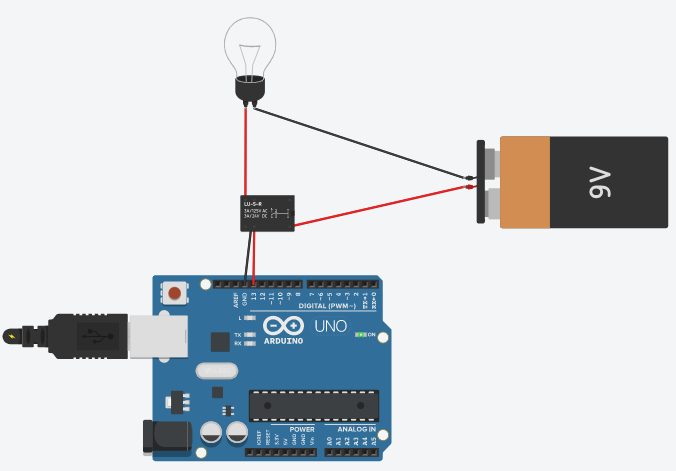 9V
LU-5-R
3A/125V AC
3A/24V DC
AREF
GND
13
12
~11
~10
~9
8
7
~6
~5
4
~3
2
TX→1
RX←0
DIGITAL (PWM~)
L
TX
RX
UNO
ON
ARDUINO
POWER
ANALOG IN
IOREF
RESET
3.3V
5V
GND
GND
Vin
A0
A1
A2
A3
A4
A5